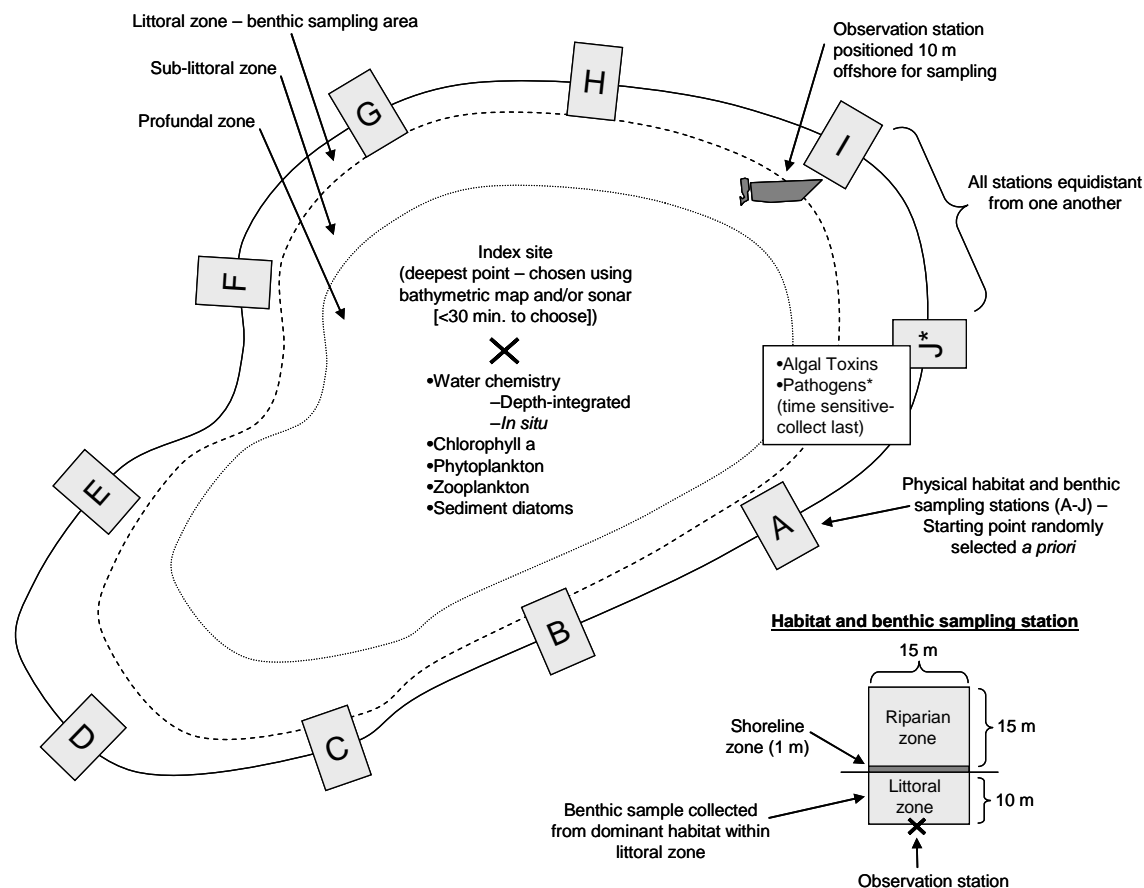 Littoral zone – benthic sampling area
Sub-littoral zone
Profundal zone
G
H
Observation station
positioned 10 m
offshore for sampling
I
All stations equidistant
from one another
F
Index site
(deepest point – chosen using
bathymetric map and/or sonar
[<30 min. to choose])
•Water chemistry
–Depth-integrated
–In situ
•Chlorophyll a
•Phytoplankton
•Zooplankton
•Sediment diatoms
J*
•Algal Toxins
•Pathogens*
(time sensitive-
collect last)
E
A
Physical habitat and benthic
sampling stations (A-J) –
Starting point randomly
selected a priori
B
D
C
Habitat and benthic sampling station
15 m
Riparian
zone
15 m
Shoreline
zone (1 m)
Littoral
zone
10 m
Benthic sample collected
from dominant habitat within
littoral zone
Observation station